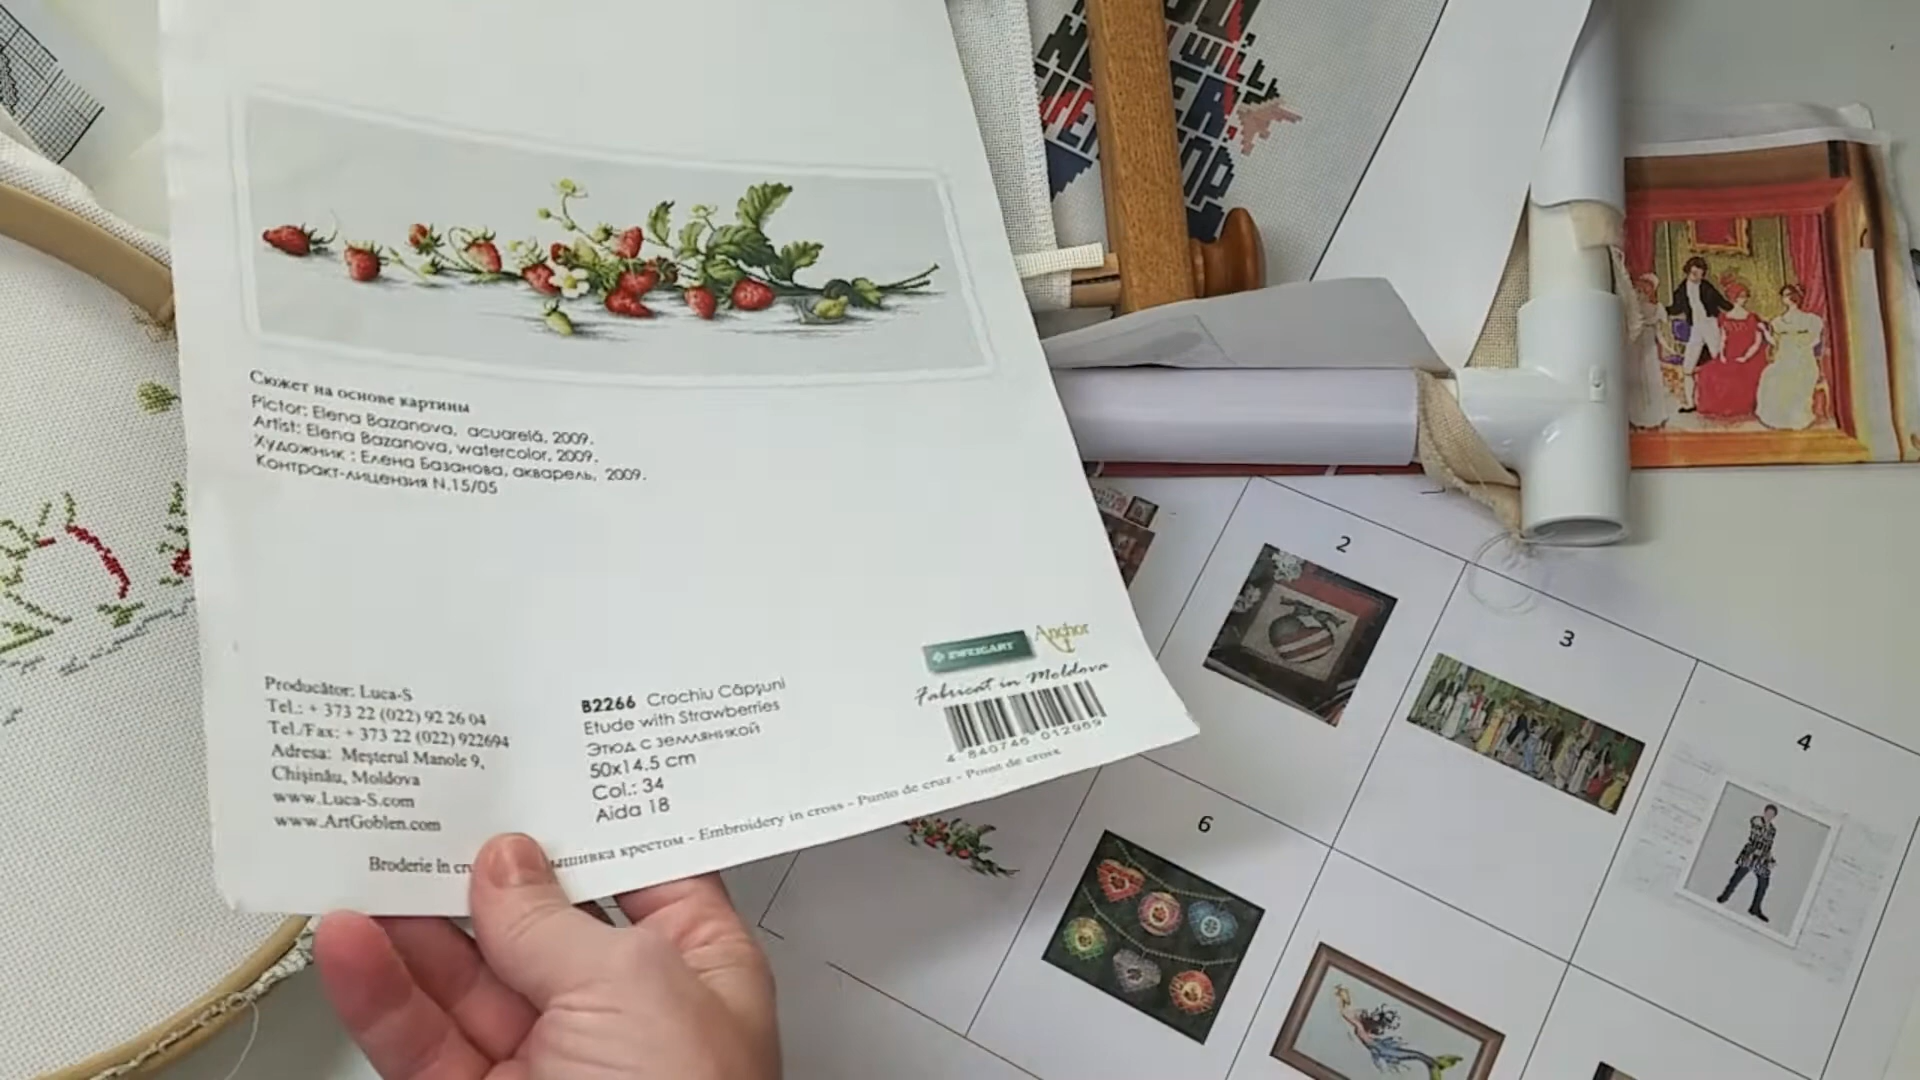 Сюжет на основе картины
Pictor: Elena Bazanova, acuarelă, 2009.
Artist: Elena Bazanova, watercolor, 2009.
Художник : Елена Базанова, акварель, 2009.
Контракт-лицензия N.15/05
Producător: Luca-S
Tel.: + 373 22 (022) 92 26 04
Tel./Fax: + 373 22 (022) 922694
Adresa: Meşterul Manole 9,
Chişinău, Moldova
www.Luca-S.com
www.ArtGoblen.com
B2266 Crochiu Căpşuni
Etude with Strawberries
Этюд с земляникой
50x14.5 cm
Col.: 34
Aida 18
ZWEIGART
Anchor
Fabricat in Moldova
4 840746 012969
Broderie în крестом - Embroidery in cross - Punto de cruz - Point de croix
WILL
2
3
4
6